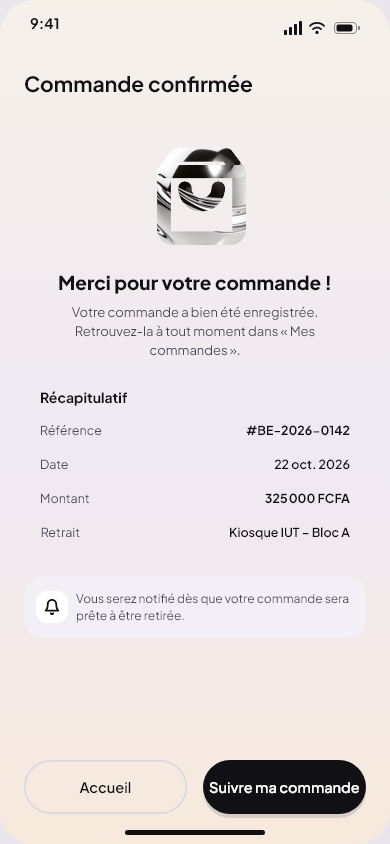 9:41
Commande confirmée
Merci pour votre commande !
Votre commande a bien été enregistrée.
Retrouvez-la à tout moment dans « Mes
commandes ».
Récapitulatif
Référence #BE-2026-0142
Date 22 oct. 2026
Montant 325 000 FCFA
Retrait Kiosque IUT – Bloc A
Vous serez notifié dès que votre commande sera
prête à être retirée.
Accueil Suivre ma commande